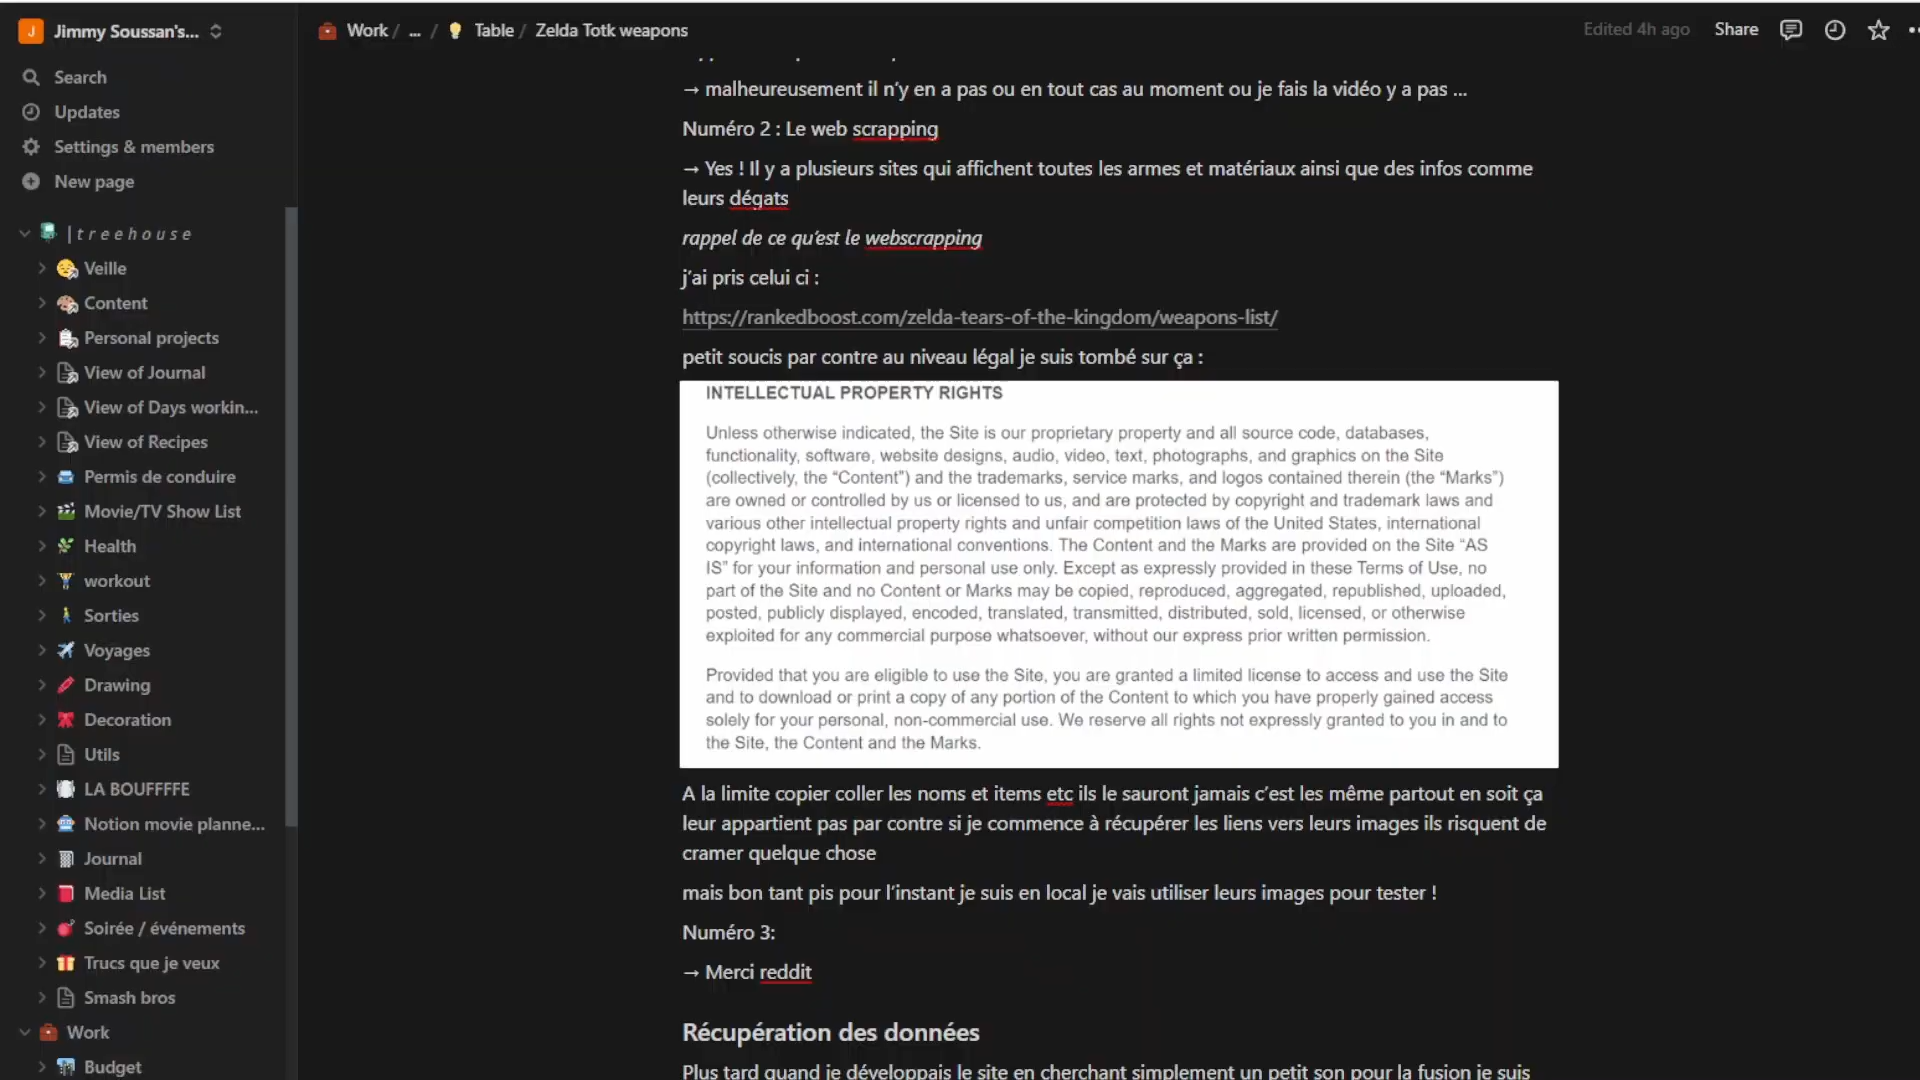 J Jimmy Soussan's...
Search
Updates
Settings & members
New page
| t r e e h o u s e
Veille
Content
Personal projects
View of Journal
View of Days workin...
View of Recipes
Permis de conduire
Movie/TV Show List
Health
workout
Sorties
Voyages
Drawing
Decoration
Utils
LA BOUFFFFE
Notion movie planne...
Journal
Media List
Soirée / événements
Trucs que je veux
Smash bros
Work
Budget
Work / ... / Table / Zelda Totk weapons
Edited 4h ago Share
→ malheureusement il n'y en a pas ou en tout cas au moment ou je fais la vidéo y a pas ...
Numéro 2 : Le web scrapping
→ Yes ! Il y a plusieurs sites qui affichent toutes les armes et matériaux ainsi que des infos comme
leurs dégats
rappel de ce qu'est le webscrapping
j'ai pris celui ci :
https://rankedboost.com/zelda-tears-of-the-kingdom/weapons-list/
petit soucis par contre au niveau légal je suis tombé sur ça :
INTELLECTUAL PROPERTY RIGHTS
Unless otherwise indicated, the Site is our proprietary property and all source code, databases,
functionality, software, website designs, audio, video, text, photographs, and graphics on the Site
(collectively, the “Content”) and the trademarks, service marks, and logos contained therein (the “Marks”)
are owned or controlled by us or licensed to us, and are protected by copyright and trademark laws and
various other intellectual property rights and unfair competition laws of the United States, international
copyright laws, and international conventions. The Content and the Marks are provided on the Site “AS
IS” for your information and personal use only. Except as expressly provided in these Terms of Use, no
part of the Site and no Content or Marks may be copied, reproduced, aggregated, republished, uploaded,
posted, publicly displayed, encoded, translated, transmitted, distributed, sold, licensed, or otherwise
exploited for any commercial purpose whatsoever, without our express prior written permission.
Provided that you are eligible to use the Site, you are granted a limited license to access and use the Site
and to download or print a copy of any portion of the Content to which you have properly gained access
solely for your personal, non-commercial use. We reserve all rights not expressly granted to you in and to
the Site, the Content and the Marks.
A la limite copier coller les noms et items etc ils le sauront jamais c'est les même partout en soit ça
leur appartient pas par contre si je commence à récupérer les liens vers leurs images ils risquent de
cramer quelque chose
mais bon tant pis pour l'instant je suis en local je vais utiliser leurs images pour tester !
Numéro 3:
→ Merci reddit
Récupération des données
Plus tard quand je développais le site en cherchant simplement un petit son pour la fusion je suis